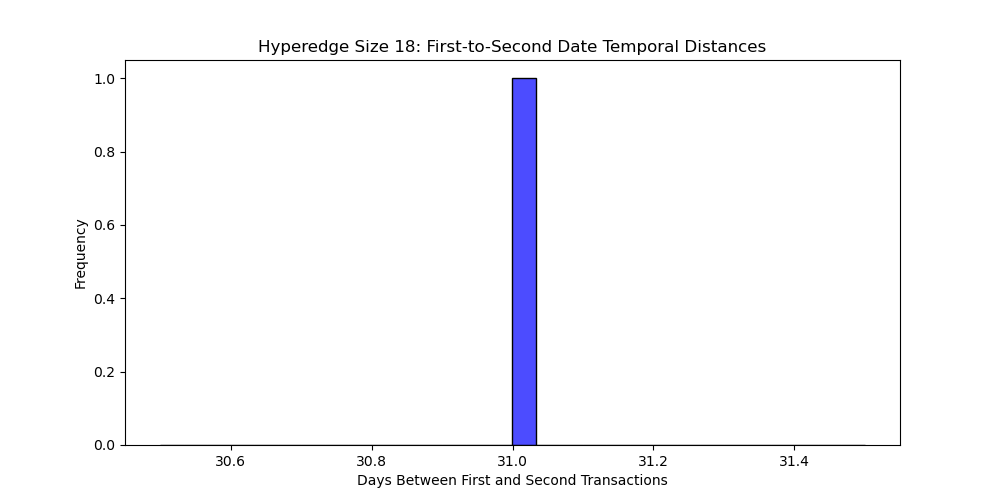 Hyperedge Size 18: First-to-Second Date Temporal Distances
1.0
0.8
0.6
0.4
0.2
0.0
Frequency
30.6 30.8 31.0 31.2 31.4
Days Between First and Second Transactions